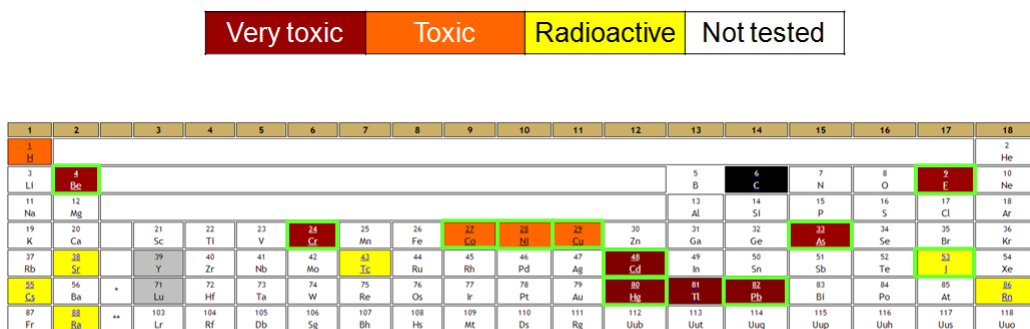 Very toxic Toxic Radioactive Not tested
1 2 3 4 5 6 7 8 9 10 11 12 13 14 15 16 17 18
1 2
H He
3 4 5 6 7 8 9 10
Li Be B C N O F Ne
11 12 13 14 15 16 17 18
Na Mg Al Si P S Cl Ar
19 20 21 22 23 24 25 26 27 28 29 30 31 32 33 34 35 36
K Ca Sc Ti V Cr Mn Fe Co Ni Cu Zn Ga Ge As Se Br Kr
37 38 39 40 41 42 43 44 45 46 47 48 49 50 51 52 53 54
Rb Sr Y Zr Nb Mo Tc Ru Rh Pd Ag Cd In Sn Sb Te I Xe
55 56 * 71 72 73 74 75 76 77 78 79 80 81 82 83 84 85 86
Cs Ba Lu Hf Ta W Re Os Ir Pt Au Hg Tl Pb Bi Po At Rn
87 88 ** 103 104 105 106 107 108 109 110 111 112 113 114 115 116 117 118
Fr Ra Lr Rf Db Sg Bh Hs Mt Ds Rg Uub Uut Uuq Uup Uuh Uus Uuo